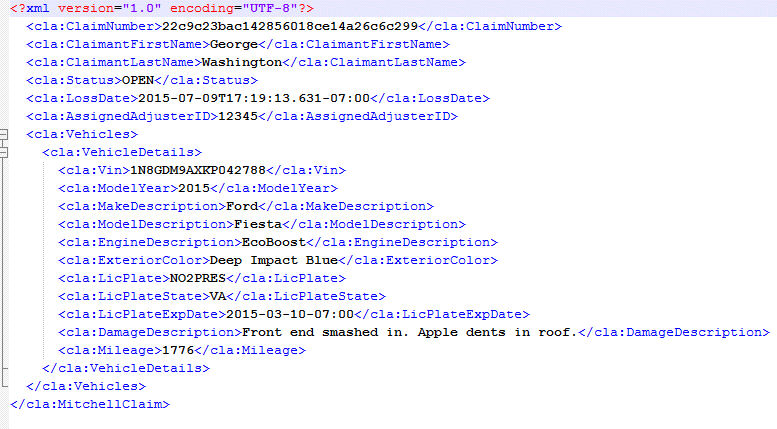 <?xml version="1.0" encoding="UTF-8"?>
<cla:ClaimNumber>22c9c23bac142856018ce14a26c6c299</cla:ClaimNumber>
<cla:ClaimantFirstName>George</cla:ClaimantFirstName>
<cla:ClaimantLastName>Washington</cla:ClaimantLastName>
<cla:Status>OPEN</cla:Status>
<cla:LossDate>2015-07-09T17:19:13.631-07:00</cla:LossDate>
<cla:AssignedAdjusterID>12345</cla:AssignedAdjusterID>
<cla:Vehicles>
<cla:VehicleDetails>
<cla:Vin>1N8GDM9AXKP042788</cla:Vin>
<cla:ModelYear>2015</cla:ModelYear>
<cla:MakeDescription>Ford</cla:MakeDescription>
<cla:ModelDescription>Fiesta</cla:ModelDescription>
<cla:EngineDescription>EcoBoost</cla:EngineDescription>
<cla:ExteriorColor>Deep Impact Blue</cla:ExteriorColor>
<cla:LicPlate>NO2PRES</cla:LicPlate>
<cla:LicPlateState>VA</cla:LicPlateState>
<cla:LicPlateExpDate>2015-03-10-07:00</cla:LicPlateExpDate>
<cla:DamageDescription>Front end smashed in. Apple dents in roof.</cla:DamageDescription>
<cla:Mileage>1776</cla:Mileage>
</cla:VehicleDetails>
</cla:Vehicles>
</cla:MitchellClaim>